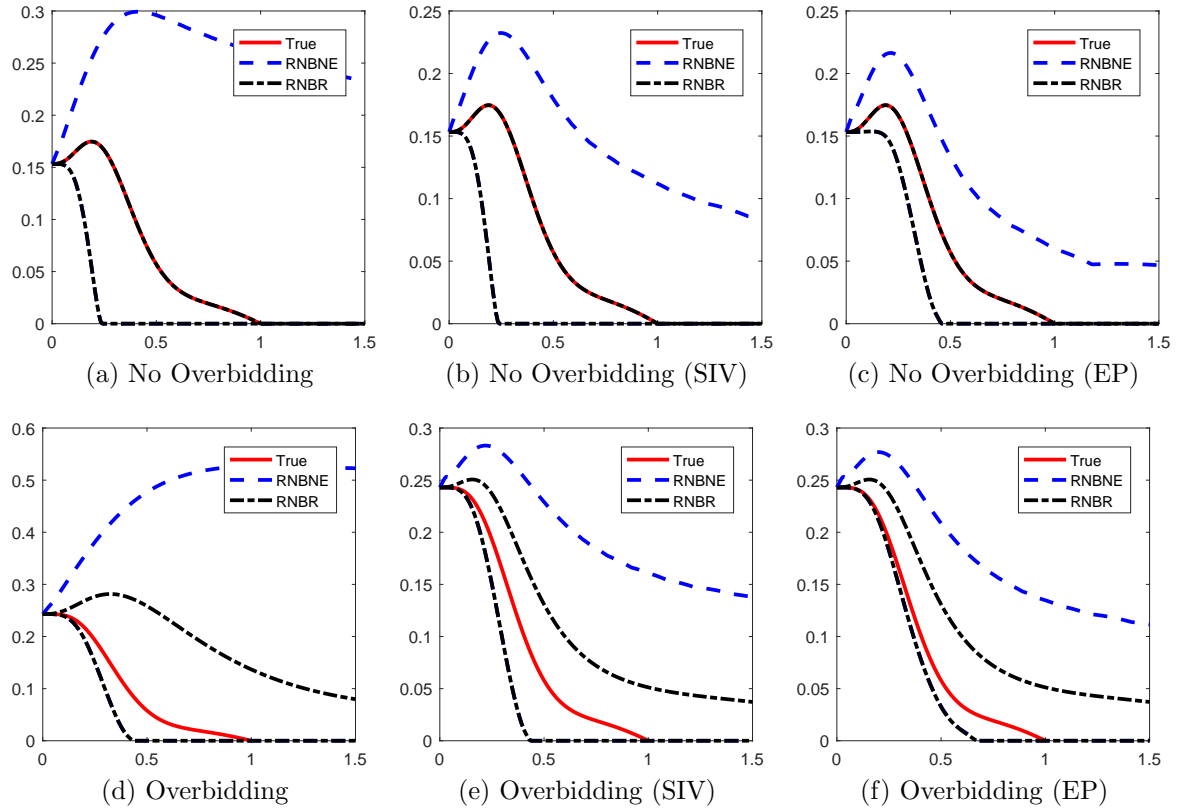 0.3
0.25
0.2
0.15
0.1
0.05
0
0
0.5
1
1.5
True
RNBNE
RNBR
(a) No Overbidding
0.25
0.2
0.15
0.1
0.05
0
0
0.5
1
1.5
True
RNBNE
RNBR
(b) No Overbidding (SIV)
0.25
0.2
0.15
0.1
0.05
0
0
0.5
1
1.5
True
RNBNE
RNBR
(c) No Overbidding (EP)
0.6
0.5
0.4
0.3
0.2
0.1
0
0
0.5
1
1.5
True
RNBNE
RNBR
(d) Overbidding
0.3
0.25
0.2
0.15
0.1
0.05
0
0
0.5
1
1.5
True
RNBNE
RNBR
(e) Overbidding (SIV)
0.3
0.25
0.2
0.15
0.1
0.05
0
0
0.5
1
1.5
True
RNBNE
RNBR
(f) Overbidding (EP)